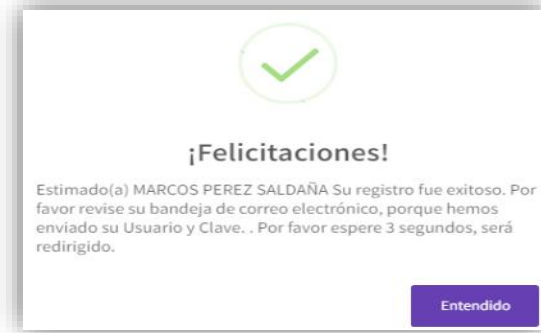 ¡Felicitaciones!
Estimado(a) MARCOS PEREZ SALDAÑA Su registro fue exitoso. Por
favor revise su bandeja de correo electrónico, porque hemos
enviado su Usuario y Clave. . Por favor espere 3 segundos, será
redirigido.
Entendido